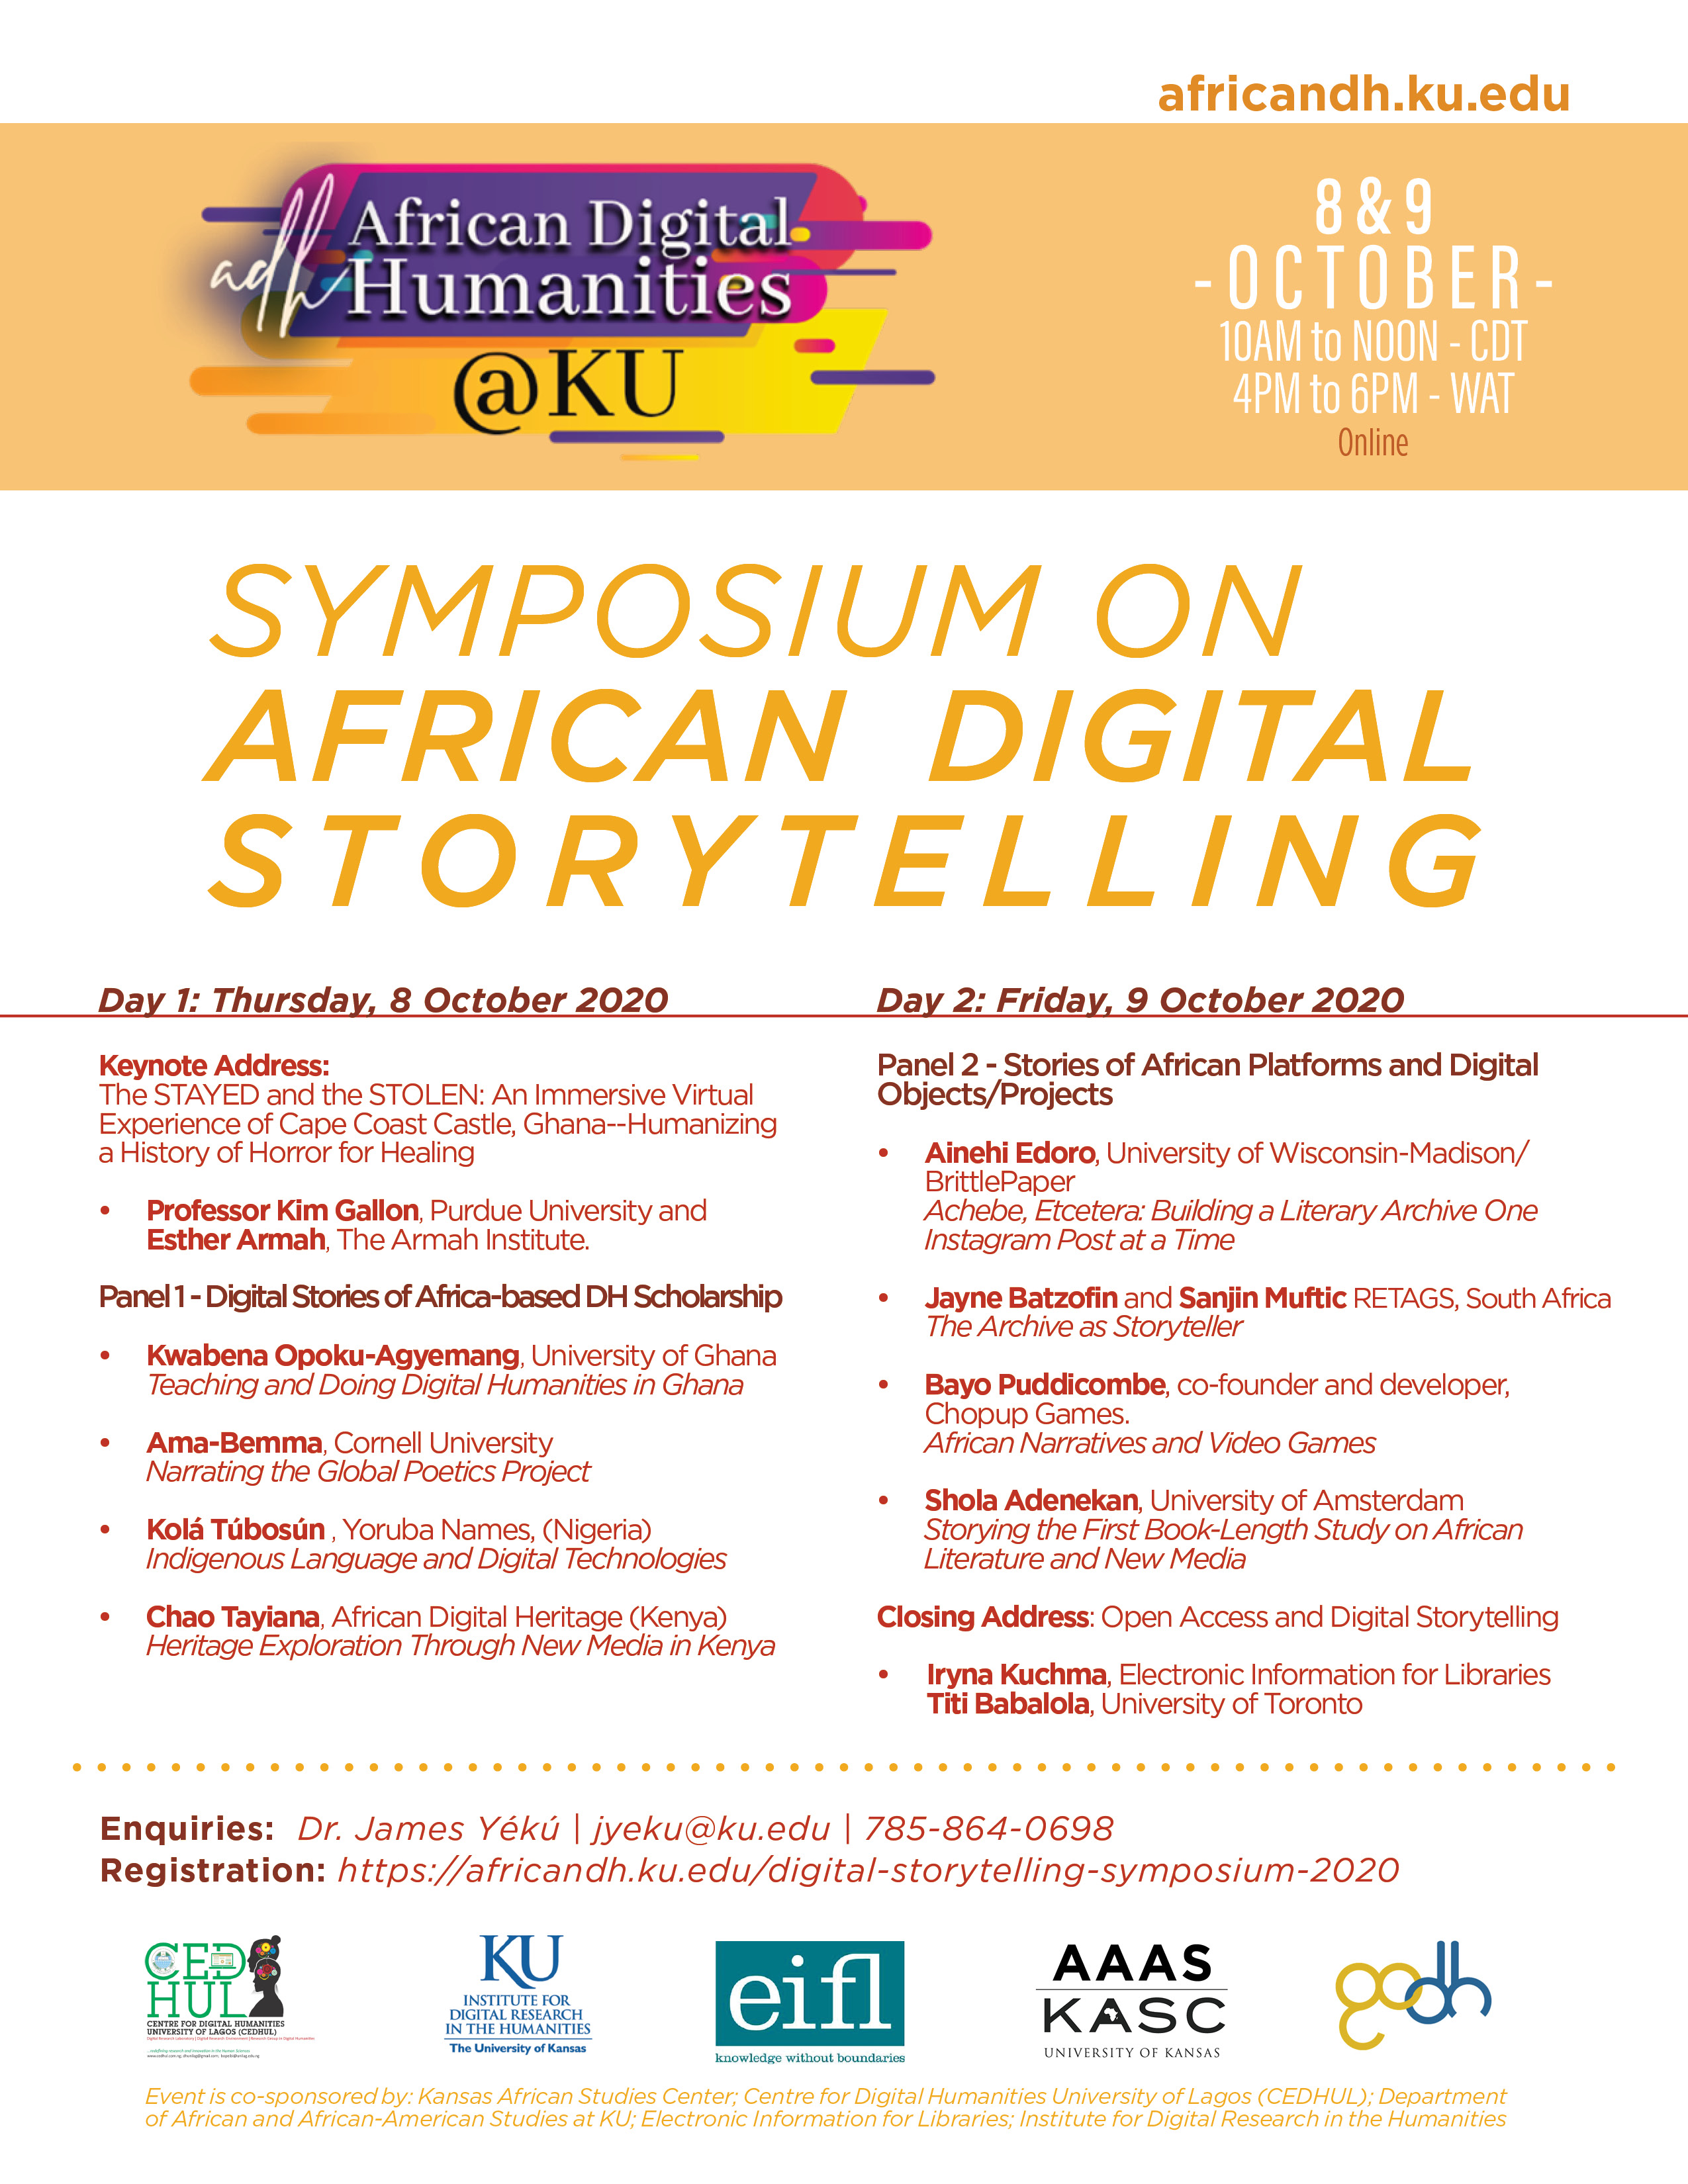 africandh.ku.edu
adh African Digital
Humanities
@KU
8 & 9
- OCTOBER -
10AM to NOON - CDT
4PM to 6PM - WAT
Online
SYMPOSIUM ON
AFRICAN DIGITAL
STORYTELLING
Day 1: Thursday, 8 October 2020
Keynote Address:
The STAYED and the STOLEN: An Immersive Virtual
Experience of Cape Coast Castle, Ghana--Humanizing
a History of Horror for Healing
• Professor Kim Gallon, Purdue University and
Esther Armah, The Armah Institute.
Panel 1 - Digital Stories of Africa-based DH Scholarship
• Kwabena Opoku-Agyemang, University of Ghana
Teaching and Doing Digital Humanities in Ghana
• Ama-Bemma, Cornell University
Narrating the Global Poetics Project
• Kolá Túbosún , Yoruba Names, (Nigeria)
Indigenous Language and Digital Technologies
• Chao Tayiana, African Digital Heritage (Kenya)
Heritage Exploration Through New Media in Kenya
Day 2: Friday, 9 October 2020
Panel 2 - Stories of African Platforms and Digital
Objects/Projects
• Ainehi Edoro, University of Wisconsin-Madison/
BrittlePaper
Achebe, Etcetera: Building a Literary Archive One
Instagram Post at a Time
• Jayne Batzofin and Sanjin Muftic RETAGS, South Africa
The Archive as Storyteller
• Bayo Puddicombe, co-founder and developer,
Chopup Games.
African Narratives and Video Games
• Shola Adenekan, University of Amsterdam
Storying the First Book-Length Study on African
Literature and New Media
Closing Address: Open Access and Digital Storytelling
• Iryna Kuchma, Electronic Information for Libraries
Titi Babalola, University of Toronto
Enquiries: Dr. James Yékú | jyeku@ku.edu | 785-864-0698
Registration: https://africandh.ku.edu/digital-storytelling-symposium-2020
CED
HUL
CENTRE FOR DIGITAL HUMANITIES
UNIVERSITY OF LAGOS (CEDHUL)
KU
INSTITUTE FOR
DIGITAL RESEARCH
IN THE HUMANITIES
The University of Kansas
eifl
knowledge without boundaries
AAAS
KASC
UNIVERSITY OF KANSAS
godh
Event is co-sponsored by: Kansas African Studies Center; Centre for Digital Humanities University of Lagos (CEDHUL); Department
of African and African-American Studies at KU; Electronic Information for Libraries; Institute for Digital Research in the Humanities